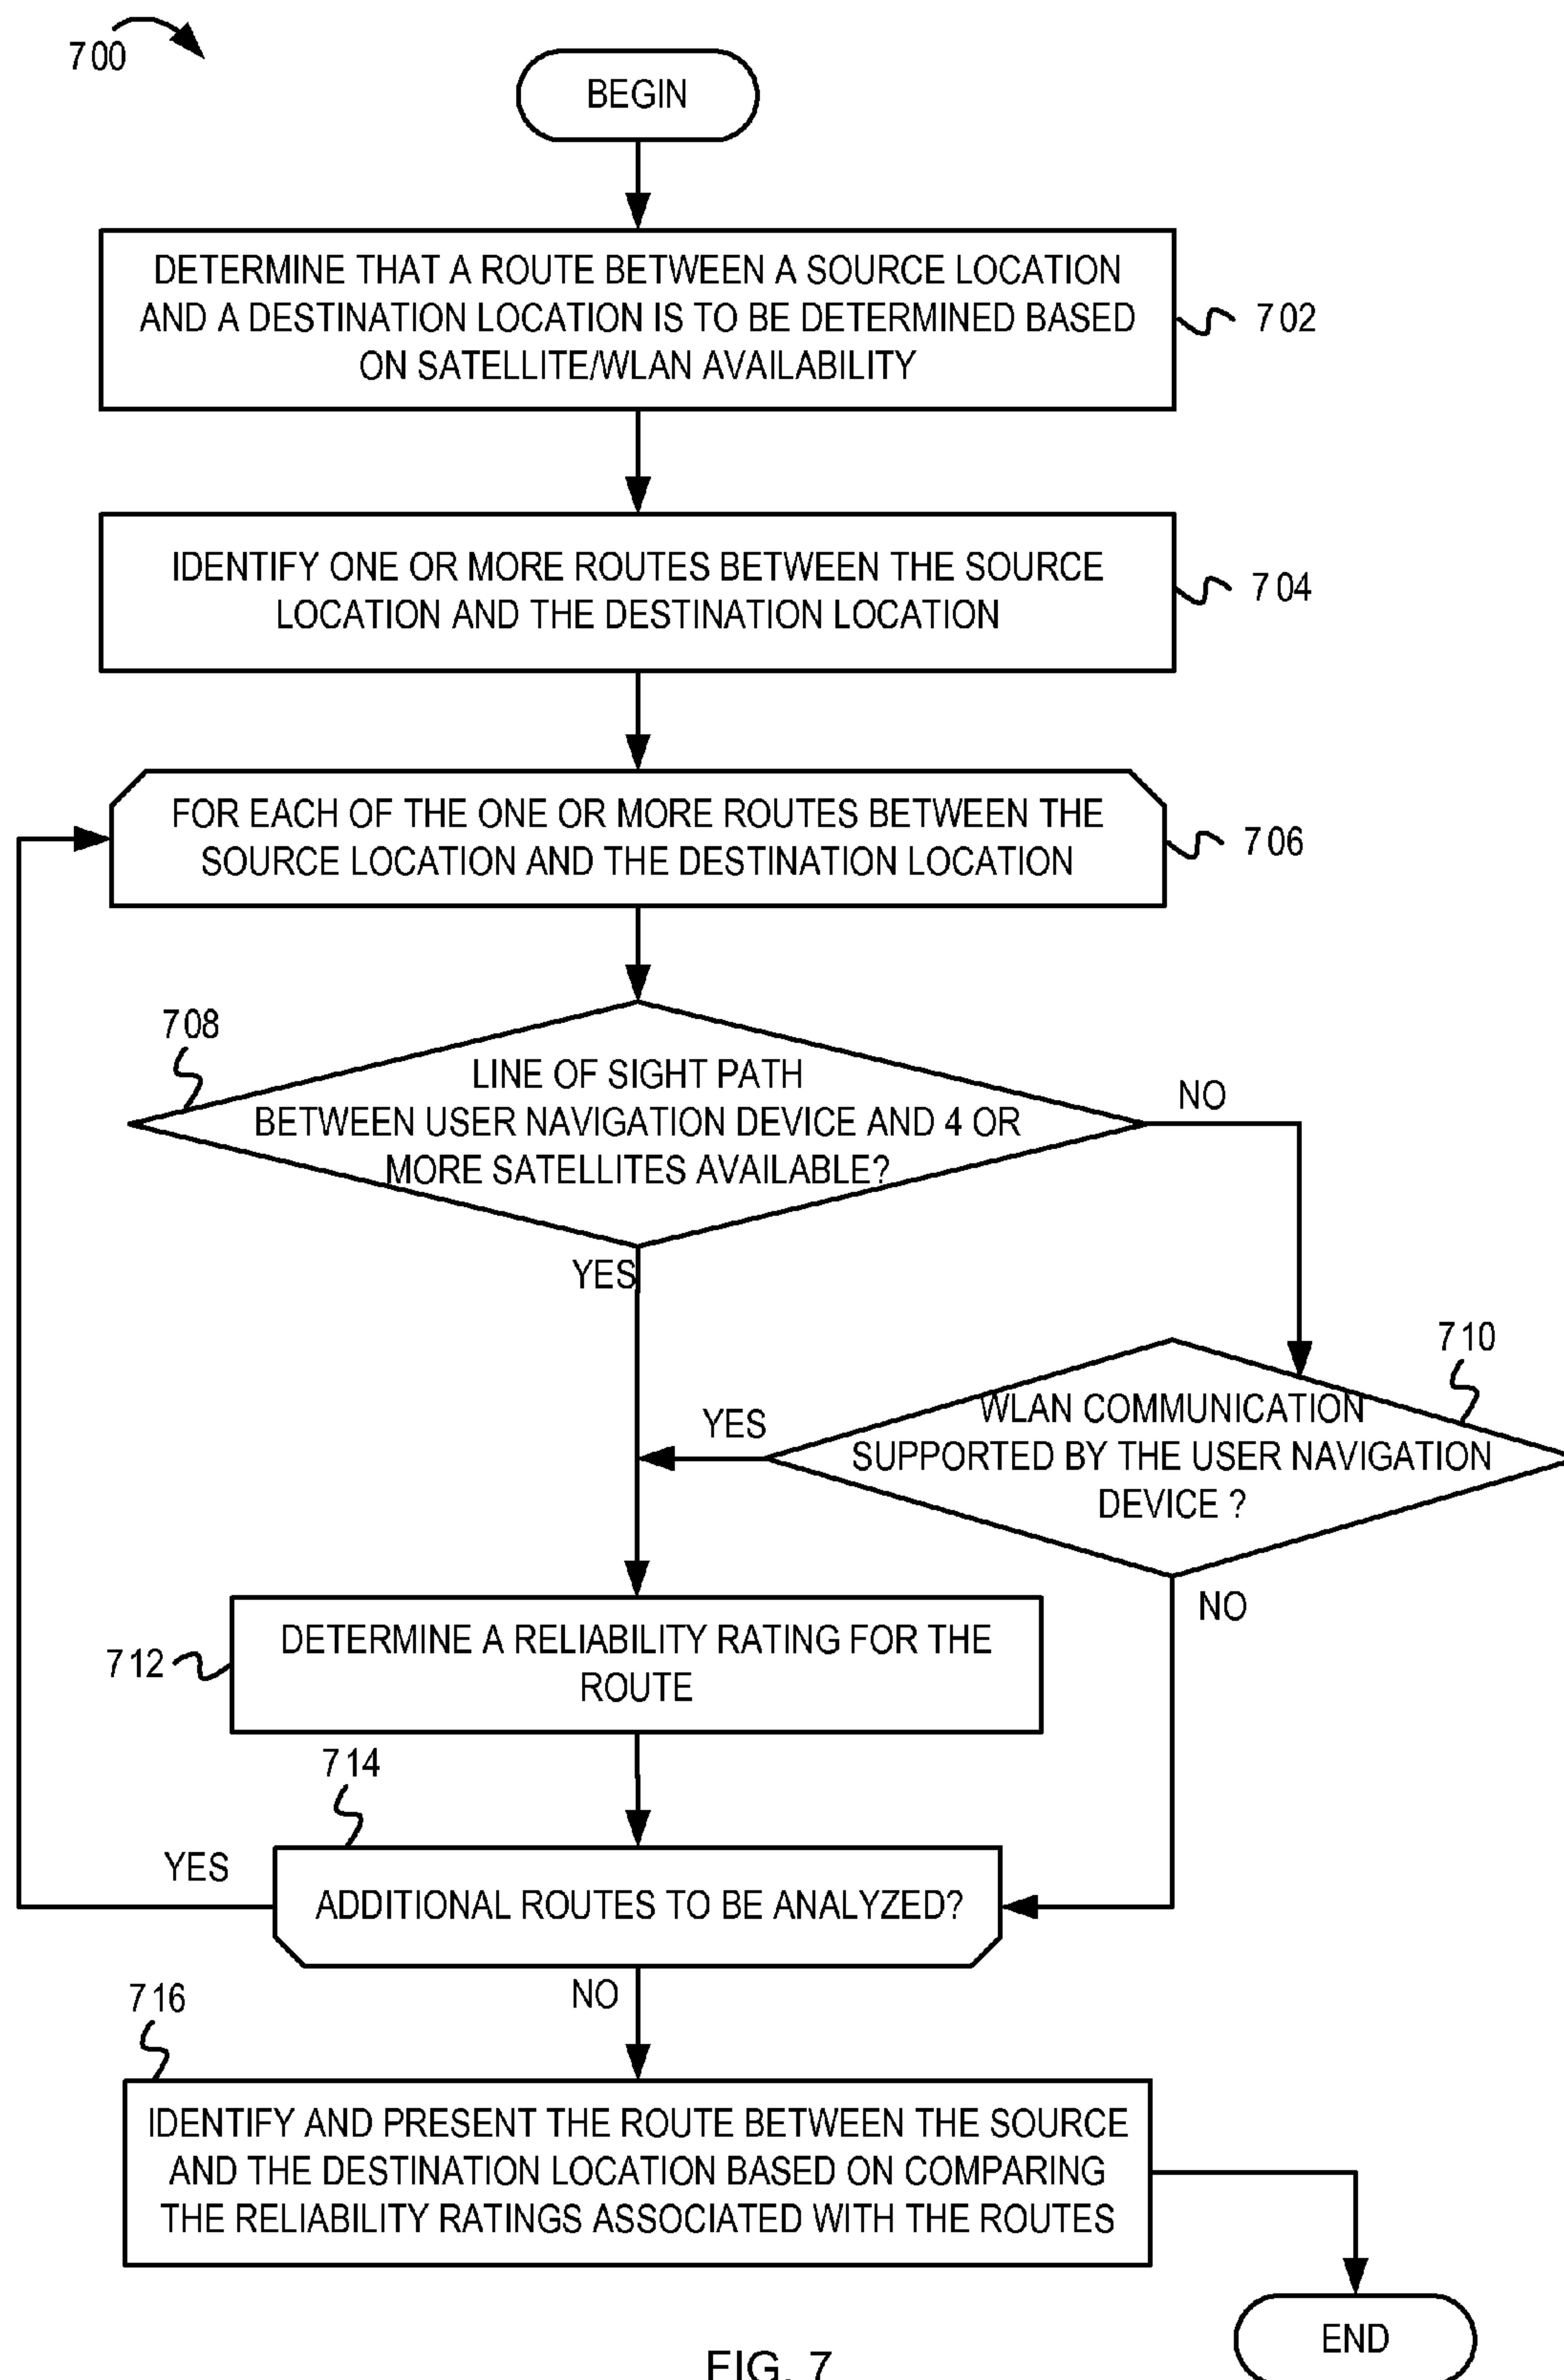 700
BEGIN
DETERMINE THAT A ROUTE BETWEEN A SOURCE LOCATION
AND A DESTINATION LOCATION IS TO BE DETERMINED BASED
ON SATELLITE/WLAN AVAILABILITY
702
IDENTIFY ONE OR MORE ROUTES BETWEEN THE SOURCE
LOCATION AND THE DESTINATION LOCATION
704
FOR EACH OF THE ONE OR MORE ROUTES BETWEEN THE
SOURCE LOCATION AND THE DESTINATION LOCATION
706
708
LINE OF SIGHT PATH
BETWEEN USER NAVIGATION DEVICE AND 4 OR
MORE SATELLITES AVAILABLE?
NO
YES
710
WLAN COMMUNICATION
SUPPORTED BY THE USER NAVIGATION
DEVICE ?
YES
NO
712
DETERMINE A RELIABILITY RATING FOR THE
ROUTE
714
YES
ADDITIONAL ROUTES TO BE ANALYZED?
NO
716
IDENTIFY AND PRESENT THE ROUTE BETWEEN THE SOURCE
AND THE DESTINATION LOCATION BASED ON COMPARING
THE RELIABILITY RATINGS ASSOCIATED WITH THE ROUTES
END
FIG. 7